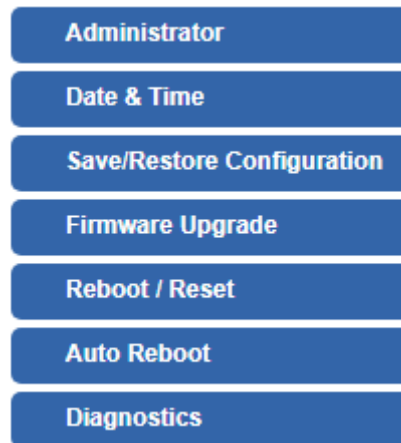 Administrator
Date & Time
Save/Restore Configuration
Firmware Upgrade
Reboot / Reset
Auto Reboot
Diagnostics